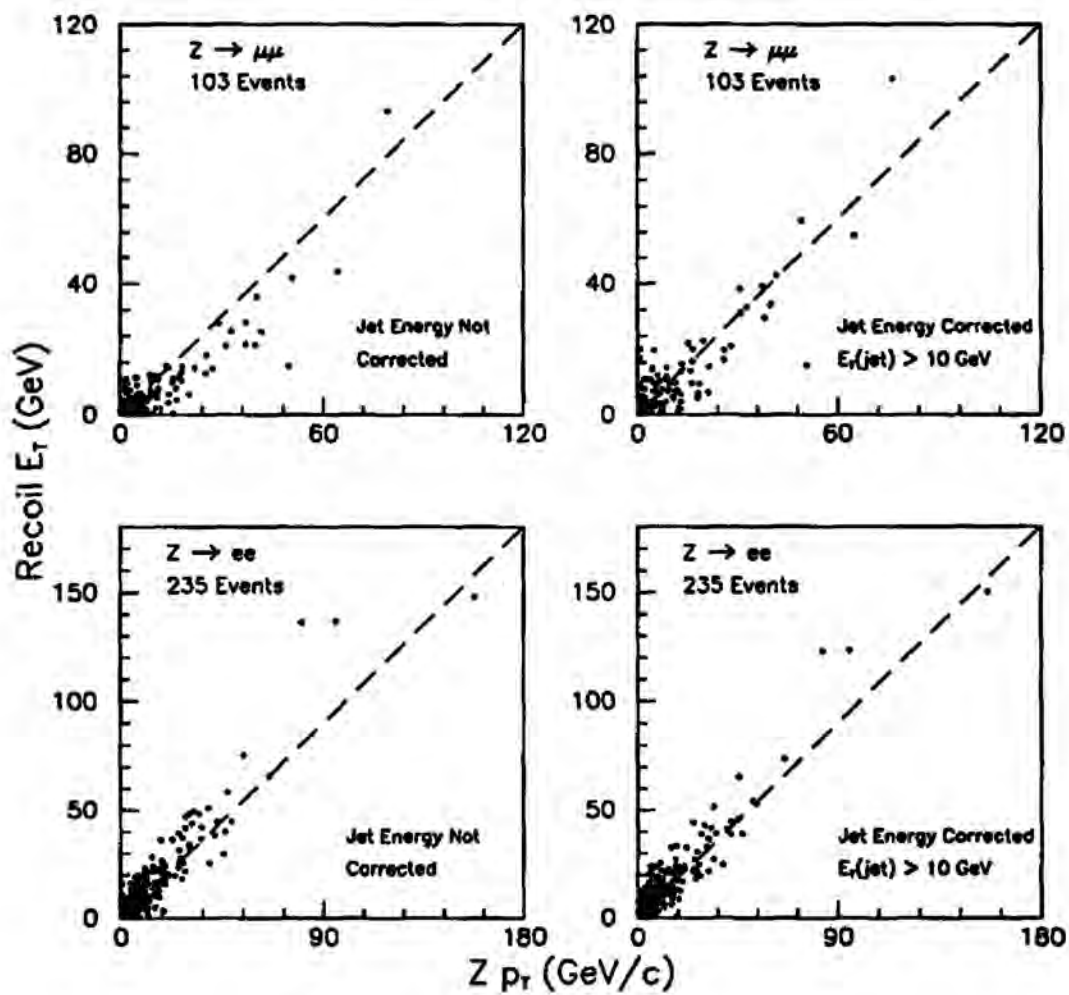 120
Z → μμ
103 Events
80
40
Jet Energy Not
Corrected
0
0
60
120
Z → μμ
103 Events
Jet Energy Corrected
E_T(jet) > 10 GeV
0
60
120
Recoil E_T (GeV)
Z → ee
235 Events
150
100
50
Jet Energy Not
Corrected
0
0
90
180
120
80
40
0
Z → ee
235 Events
150
100
50
Jet Energy Corrected
E_T(jet) > 10 GeV
0
0
90
180
Z p_T (GeV/c)